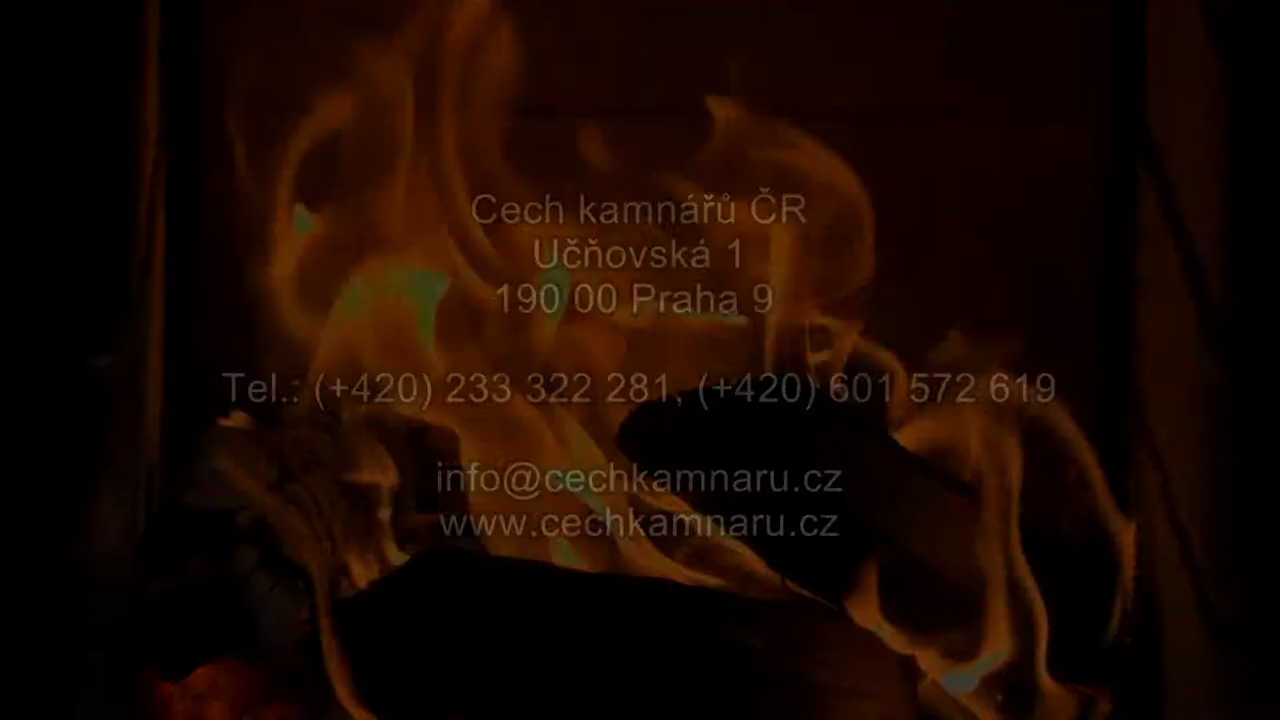 Cech kamnářů ČR
Učňovská 1
190 00 Praha 9
Tel.: (+420) 233 322 281, (+420) 601 572 619
info@cechkamnaru.cz
www.cechkamnaru.cz